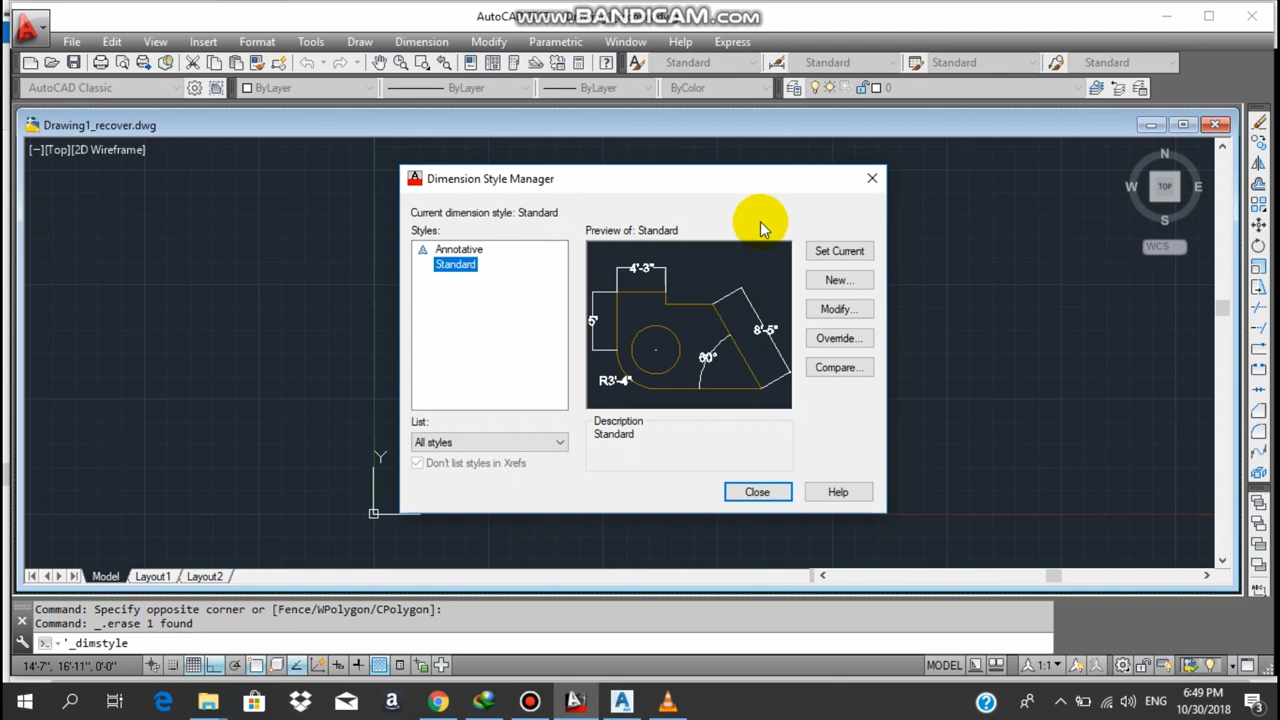 AutoCAD
www.BANDICAM.com
File Edit View Insert Format Tools Draw Dimension Modify Parametric Window Help Express
Standard Standard Standard Standard
AutoCAD Classic ByLayer ByLayer ByLayer ByColor 0
Drawing1_recover.dwg
[−][Top][2D Wireframe]
N
W TOP E
S
WCS
Dimension Style Manager
Current dimension style: Standard
Styles: Preview of: Standard
Annotative
Standard
4'-3"
5'
8'-5"
60°
R3'-4"
Set Current
New...
Modify...
Override...
Compare...
List:
All styles
Don't list styles in Xrefs
Description
Standard
Close Help
Y
Model Layout1 Layout2
Command: Specify opposite corner or [Fence/WPolygon/CPolygon]:
Command: _.erase 1 found
'_dimstyle
14'-7", 16'-11", 0'-0" MODEL 1:1
ENG 6:49 PM
10/30/2018 3